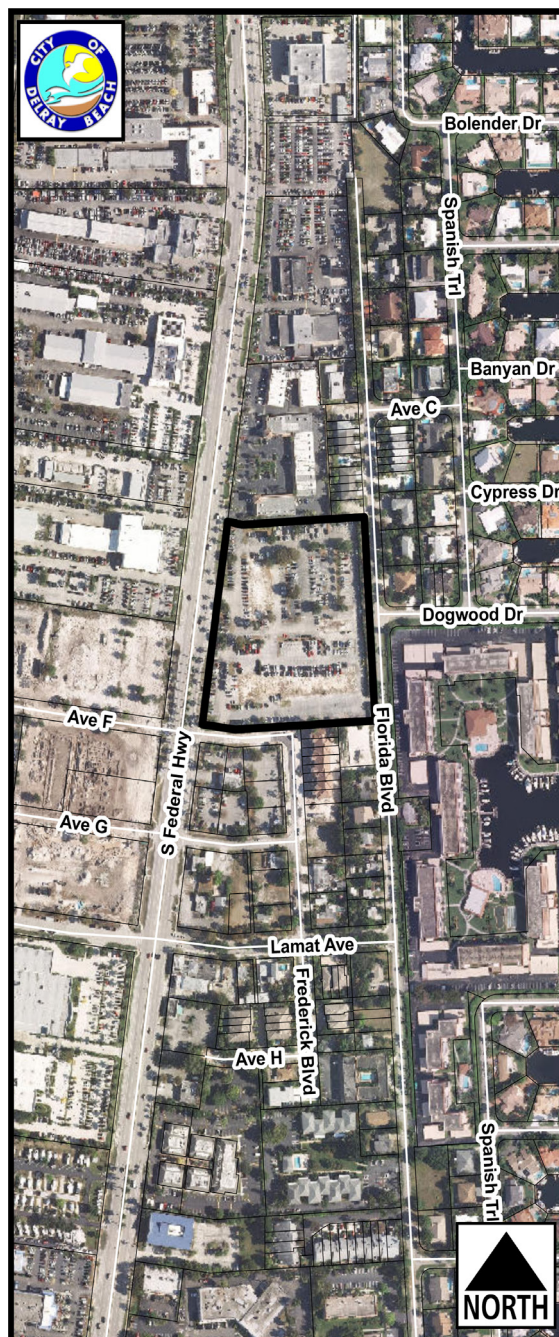 CITY OF
DELRAY BEACH
Bolender Dr
Spanish Trl
Banyan Dr
Ave C
Cypress Dr
Dogwood Dr
Ave F
Florida Blvd
S Federal Hwy
Ave G
Lamat Ave
Frederick Blvd
Ave H
Spanish Trl
NORTH